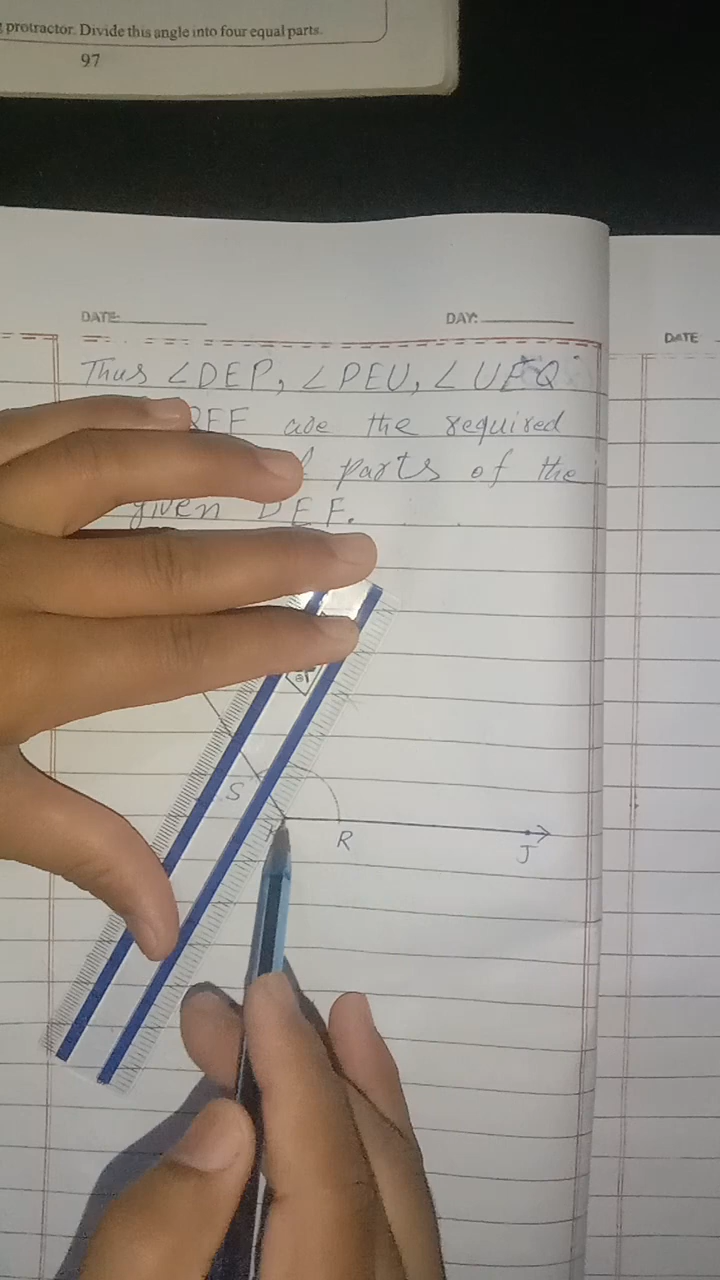 protractor. Divide this angle into four equal parts.
97
DATE:
DAY:
DATE
Thus ∠DEP, ∠PEU, ∠UEQ
are the required
parts of the
given DEF.
S
R
J